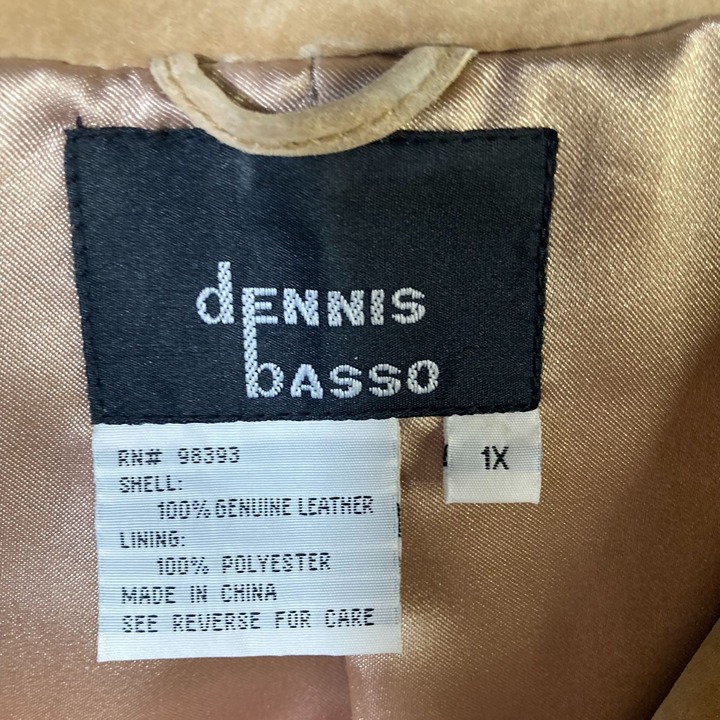 dENNIS
bASSO
RN# 98393
SHELL:
100% GENUINE LEATHER
LINING:
100% POLYESTER
MADE IN CHINA
SEE REVERSE FOR CARE
1X